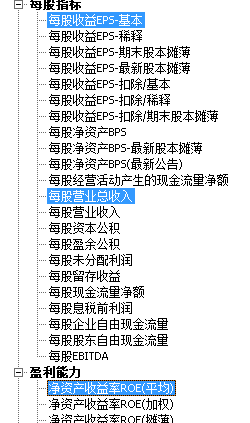 每股指标
每股收益EPS-基本
每股收益EPS-稀释
每股收益EPS-期末股本摊薄
每股收益EPS-最新股本摊薄
每股收益EPS-扣除/基本
每股收益EPS-扣除/稀释
每股收益EPS-扣除/期末股本摊薄
每股净资产BPS
每股净资产BPS-最新股本摊薄
每股净资产BPS(最新公告)
每股经营活动产生的现金流量净额
每股营业总收入
每股营业收入
每股资本公积
每股盈余公积
每股未分配利润
每股留存收益
每股现金流量净额
每股息税前利润
每股企业自由现金流量
每股股东自由现金流量
每股EBITDA
盈利能力
净资产收益率ROE(平均)
净资产收益率ROE(加权)
净资产收益率ROE(摊薄)